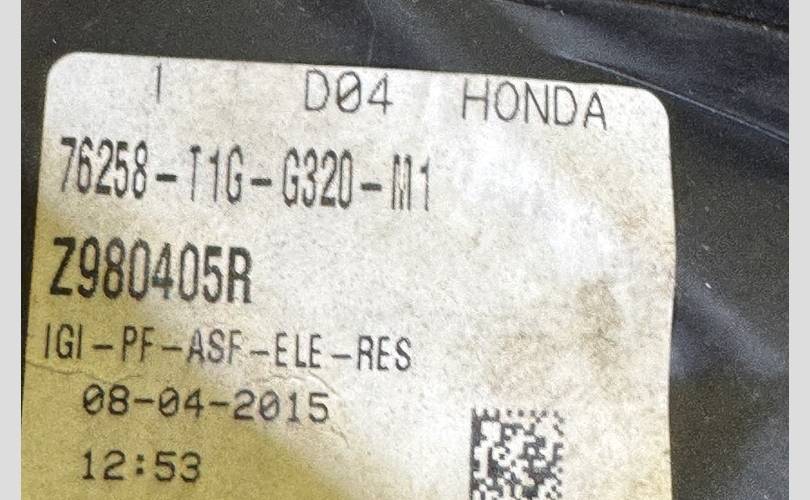 1 D04 HONDA
76258-T1G-G320-M1
Z980405R
IGI-PF-ASF-ELE-RES
08-04-2015
12:53